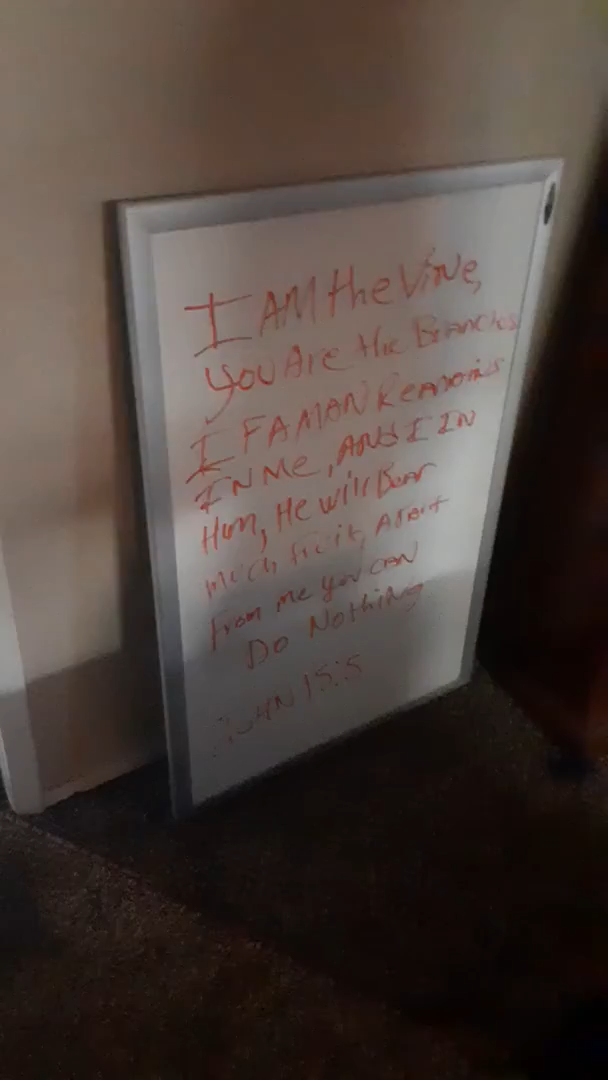 I AM the Vine,
you Are the Branches
IF A MAN Remains
IN Me, AND I IN
Him, He will Bear
much fruit, APArt
from me you CAN
Do Nothing
JOHN 15:5